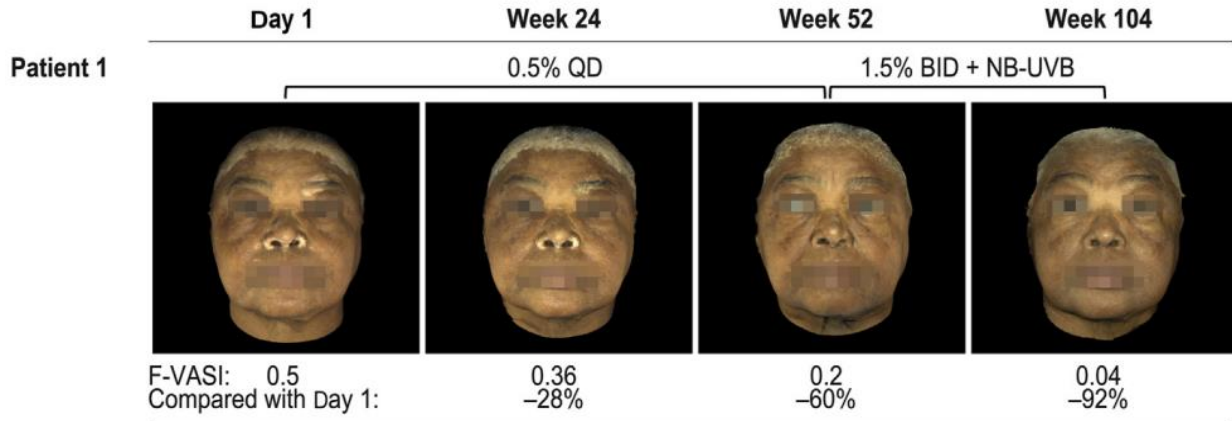 Day 1 Week 24 Week 52 Week 104
Patient 1 0.5% QD 1.5% BID + NB-UVB
F-VASI: 0.5 0.36 0.2 0.04
Compared with Day 1: –28% –60% –92%